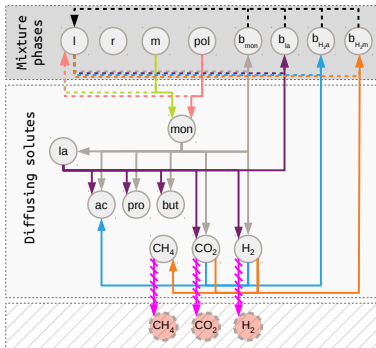 Mixture
phases
l r m pol b_mon b_la b_H₂a b_H₂m
Diffusing solutes
mon
la
ac pro but
CH₄ CO₂ H₂
CH₄ CO₂ H₂